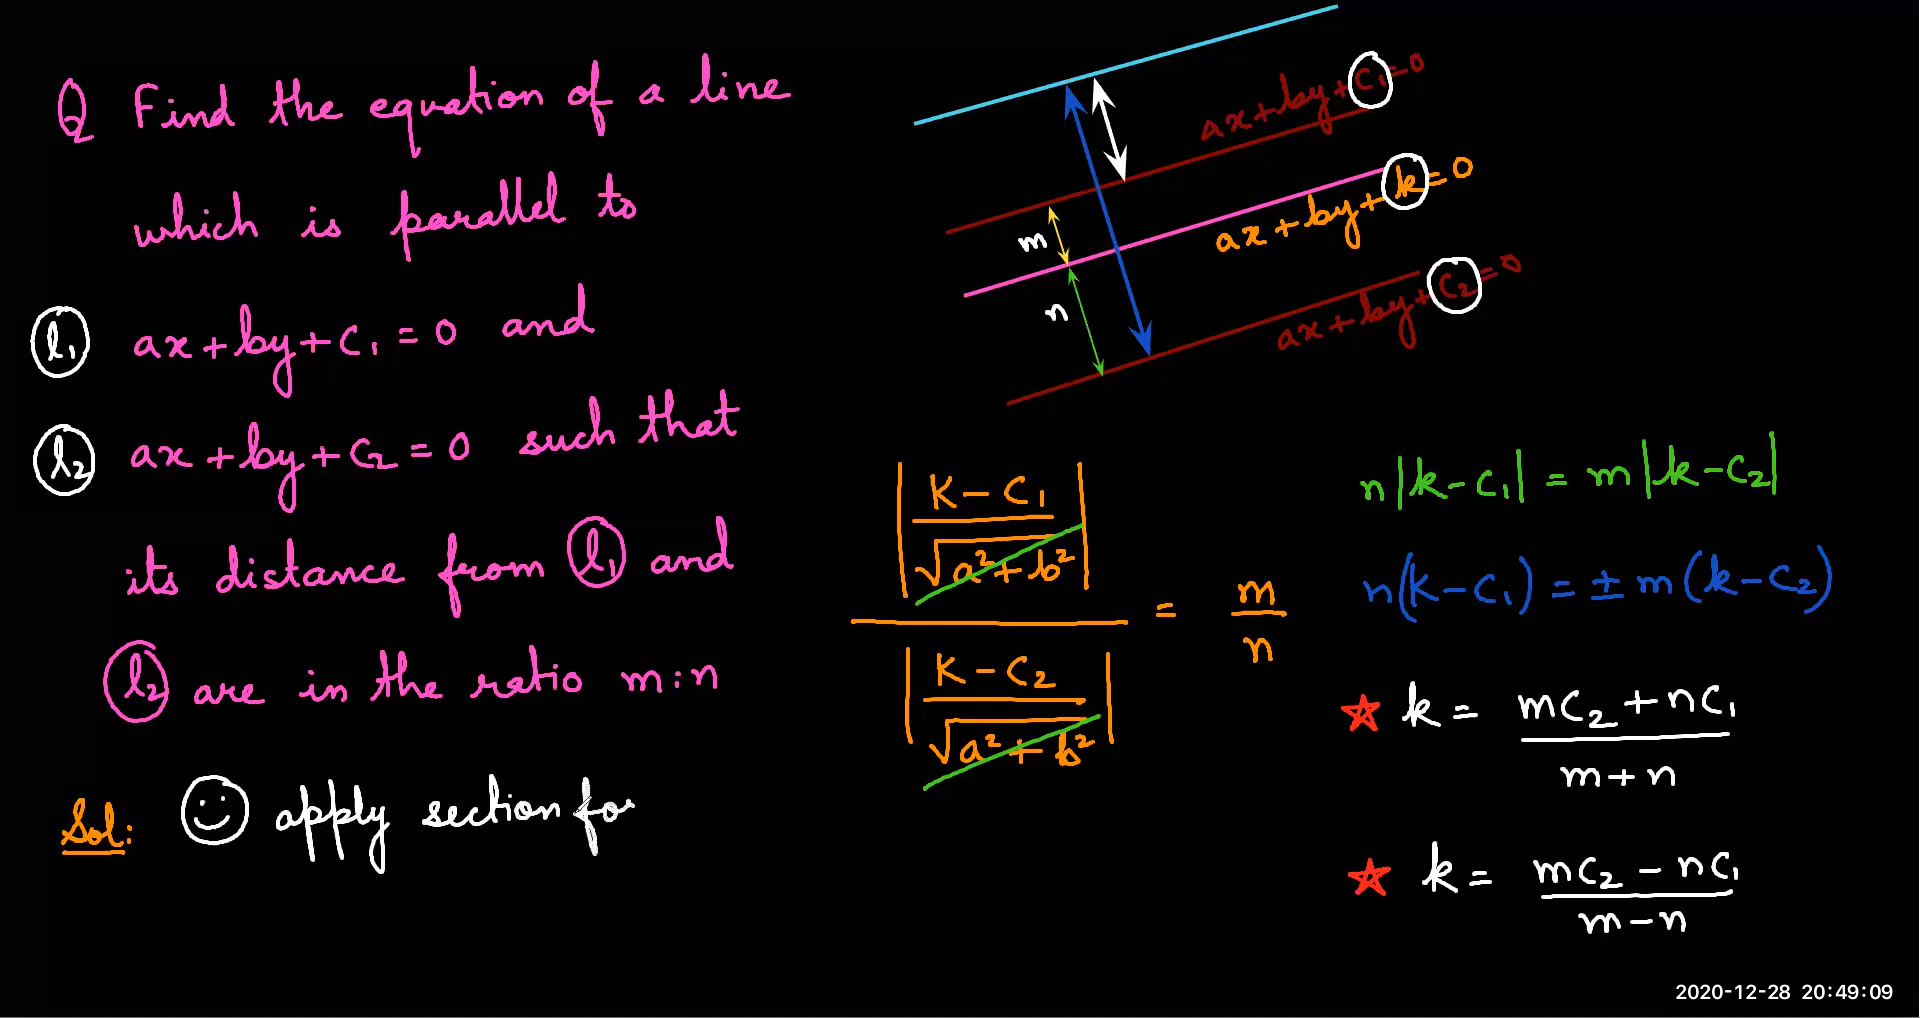 Q Find the equation of a line
which is parallel to
l₁ ax+by+c₁=0 and
l₂ ax+by+c₂=0 such that
its distance from l₁ and
l₂ are in the ratio m:n
Sol: apply section for
ax+by+c₁=0
ax+by+k=0
ax+by+c₂=0
m
n
|K-C₁
√a²+b²|
|K-C₂
√a²+b²|
= m
n
n|k-c₁| = m|k-c₂|
n(k-c₁) = ± m(k-c₂)
k = mc₂+nc₁
m+n
k = mc₂-nc₁
m-n
2020-12-28 20:49:09